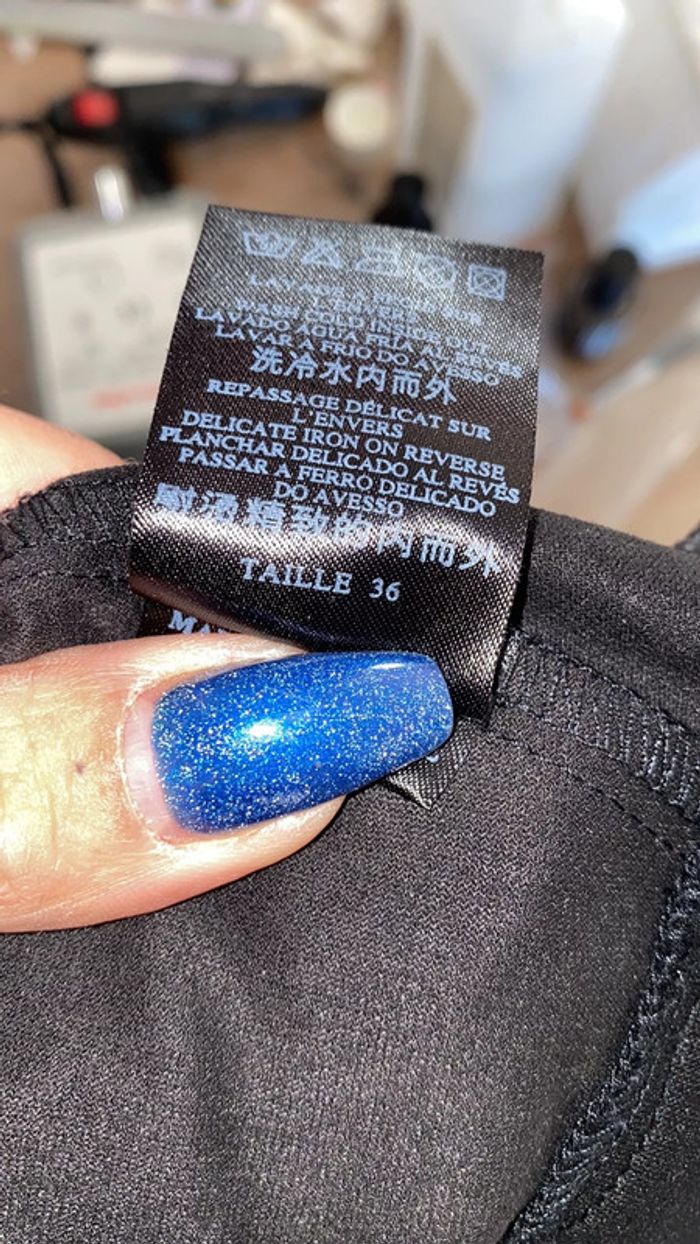 LAVAGE À FROID SUR
L'ENVERS
WASH COLD INSIDE OUT
LAVADO AGUA FRIA AL REVÉS
LAVAR A FRIO DO AVESSO
洗冷水内而外
REPASSAGE DÉLICAT SUR
L'ENVERS
DELICATE IRON ON REVERSE
PLANCHAR DELICADO AL REVÉS
PASSAR A FERRO DELICADO
DO AVESSO
尉烫精致的内而外
TAILLE 36